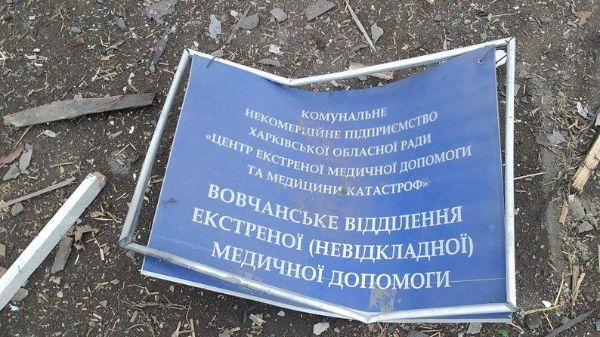 КОМУНАЛЬНЕ
НЕКОМЕРЦІЙНЕ ПІДПРИЄМСТВО
ХАРКІВСЬКОЇ ОБЛАСНОЇ РАДИ
«ЦЕНТР ЕКСТРЕНОЇ МЕДИЧНОЇ ДОПОМОГИ
ТА МЕДИЦИНИ КАТАСТРОФ»
ВОВЧАНСЬКЕ ВІДДІЛЕННЯ
ЕКСТРЕНОЇ (НЕВІДКЛАДНОЇ)
МЕДИЧНОЇ ДОПОМОГИ